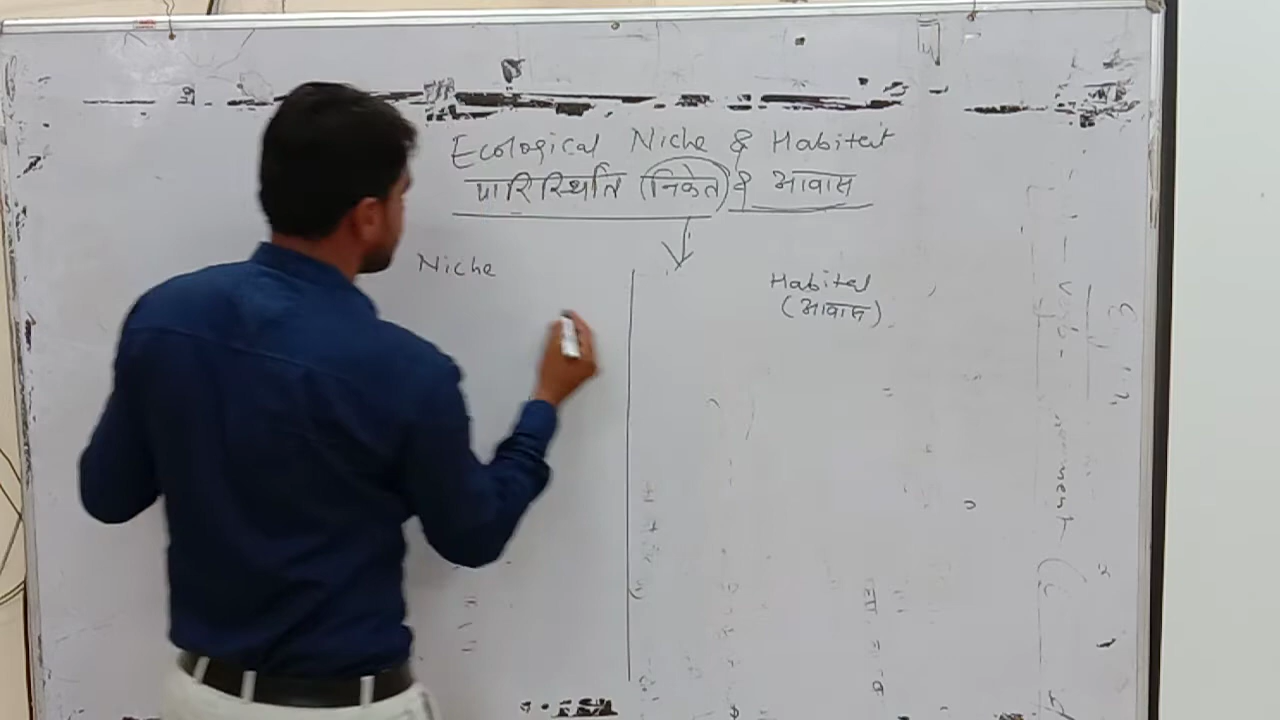 Ecological Niche & Habitat
पारिस्थिति (निकेत) व आवास
Niche
Habitat
(आवास)